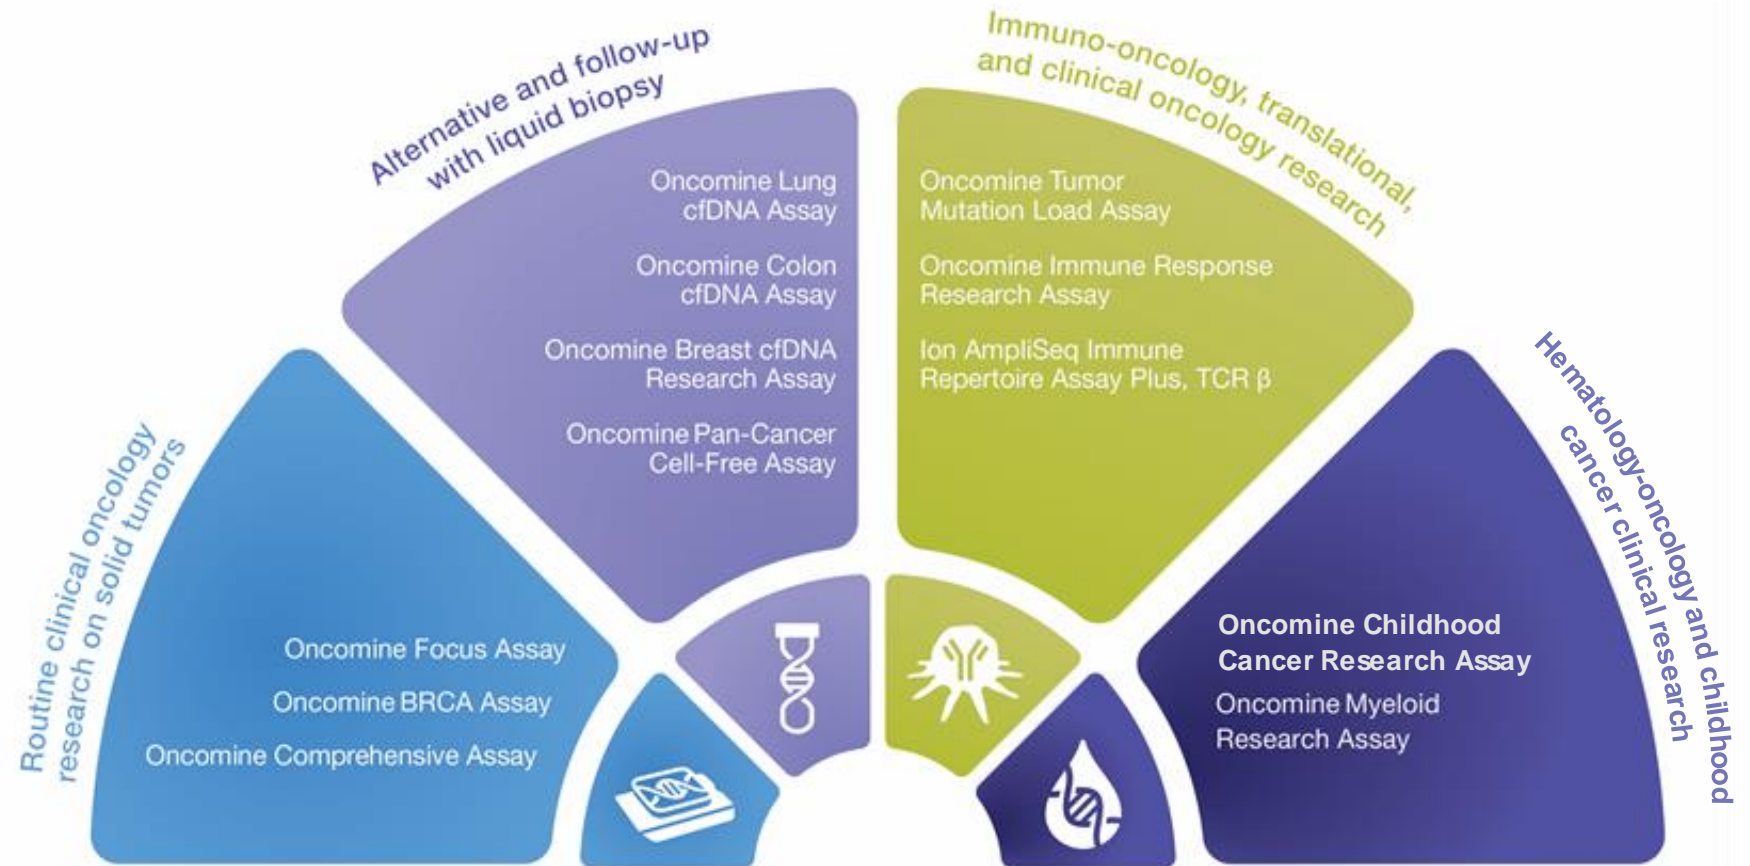 Routine clinical oncology
research on solid tumors
Oncomine Focus Assay
Oncomine BRCA Assay
Oncomine Comprehensive Assay
Alternative and follow-up
with liquid biopsy
Oncomine Lung
cfDNA Assay
Oncomine Colon
cfDNA Assay
Oncomine Breast cfDNA
Research Assay
Oncomine Pan-Cancer
Cell-Free Assay
Immuno-oncology, translational,
and clinical oncology research
Oncomine Tumor
Mutation Load Assay
Oncomine Immune Response
Research Assay
Ion AmpliSeq Immune
Repertoire Assay Plus, TCR β
Hematology-oncology and childhood
cancer clinical research
Oncomine Childhood
Cancer Research Assay
Oncomine Myeloid
Research Assay